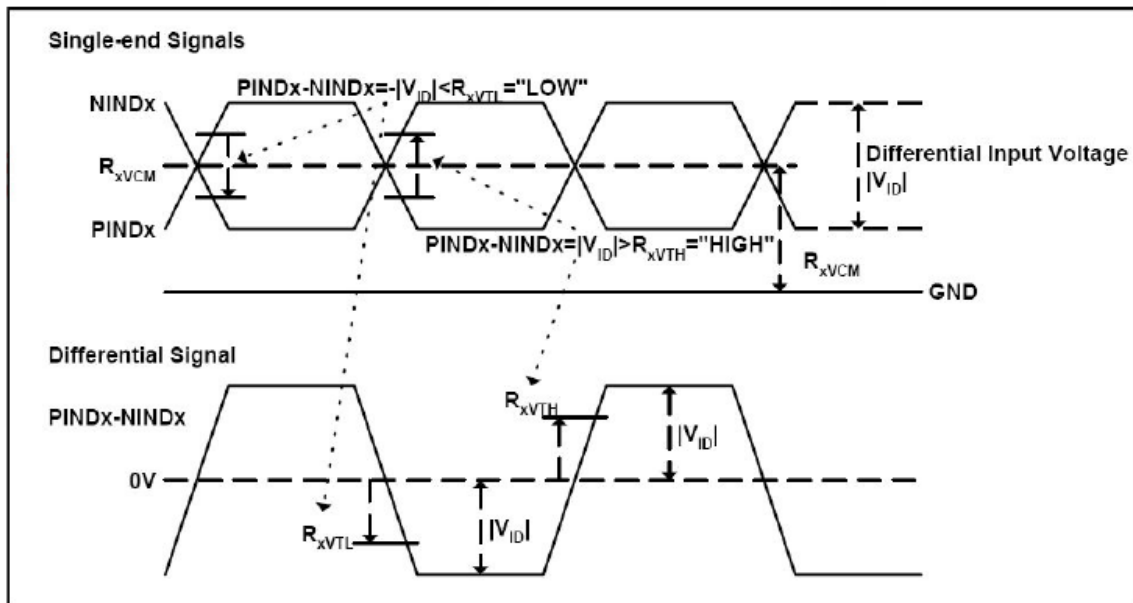 Single-end Signals
PINDx-NINDx=-|VID|<RxVTL="LOW"
NINDx
RxVCM
Differential Input Voltage
|VID|
PINDx
PINDx-NINDx=|VID|>RxVTH="HIGH"
RxVCM
GND
Differential Signal
PINDx-NINDx
RxVTH
|VID|
0V
RxVTL
|VID|